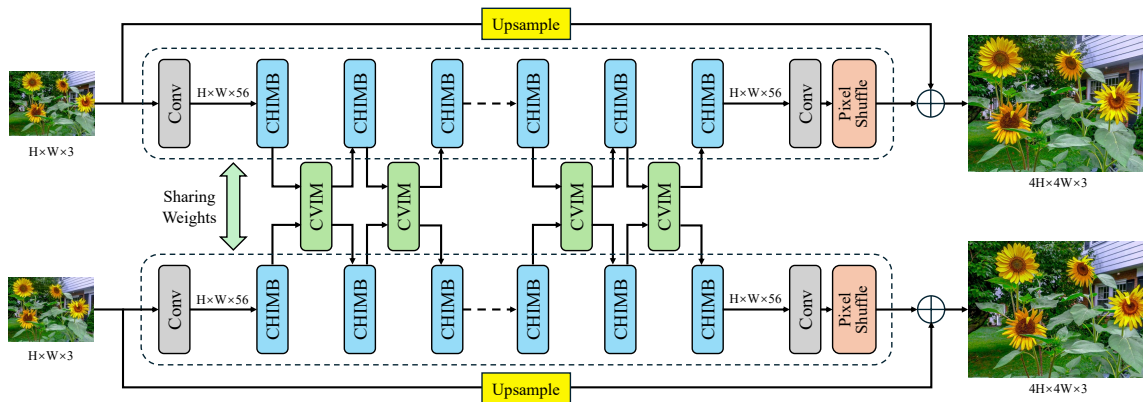 Upsample
H×W×3
Conv
H×W×56
CHIMB
CHIMB
CHIMB
CHIMB
CHIMB
CHIMB
H×W×56
Conv
Pixel
Shuffle
4H×4W×3
Sharing
Weights
CVIM
CVIM
CVIM
CVIM
H×W×3
Conv
H×W×56
CHIMB
CHIMB
CHIMB
CHIMB
CHIMB
CHIMB
H×W×56
Conv
Pixel
Shuffle
4H×4W×3
Upsample